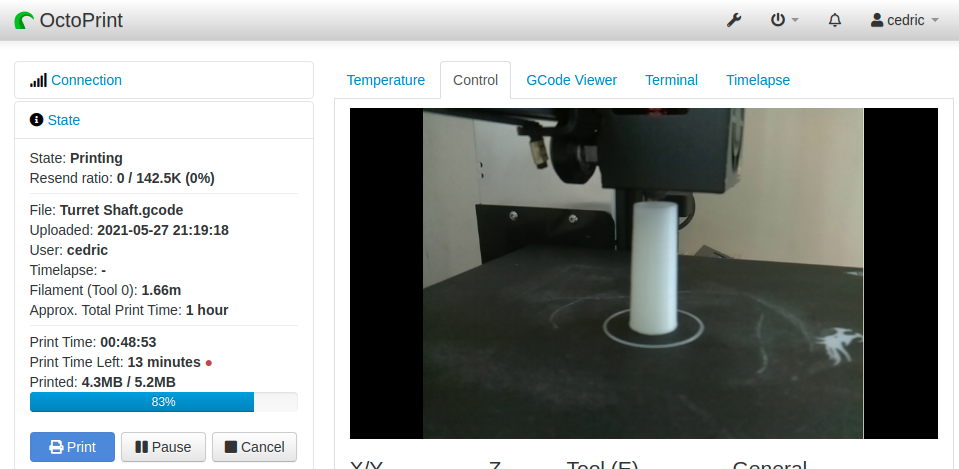 OctoPrint
cedric
Connection
State
State: Printing
Resend ratio: 0 / 142.5K (0%)
File: Turret Shaft.gcode
Uploaded: 2021-05-27 21:19:18
User: cedric
Timelapse: -
Filament (Tool 0): 1.66m
Approx. Total Print Time: 1 hour
Print Time: 00:48:53
Print Time Left: 13 minutes
Printed: 4.3MB / 5.2MB
83%
Print Pause Cancel
Temperature Control GCode Viewer Terminal Timelapse
X/Y Z Tool (E) General